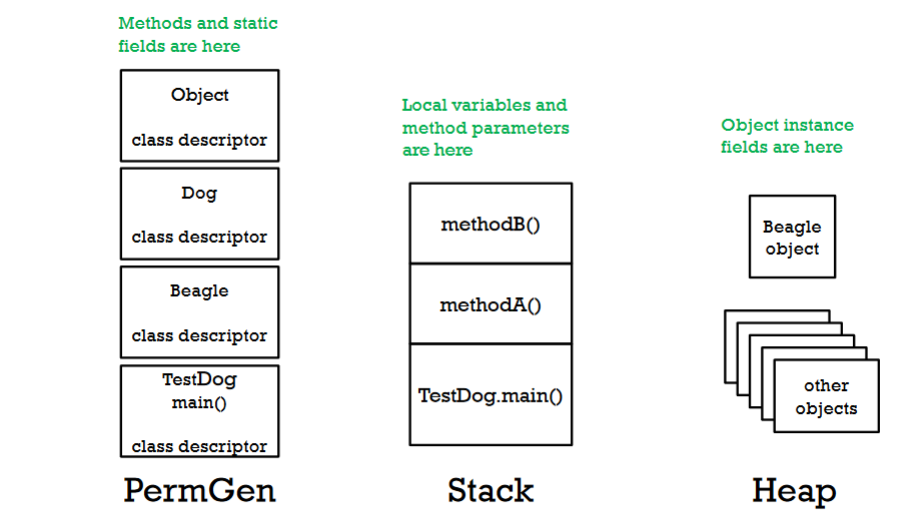 Methods and static
fields are here
Object
class descriptor
Dog
class descriptor
Beagle
class descriptor
TestDog
main()
class descriptor
PermGen
Local variables and
method parameters
are here
methodB()
methodA()
TestDog.main()
Stack
Object instance
fields are here
Beagle
object
other
objects
Heap